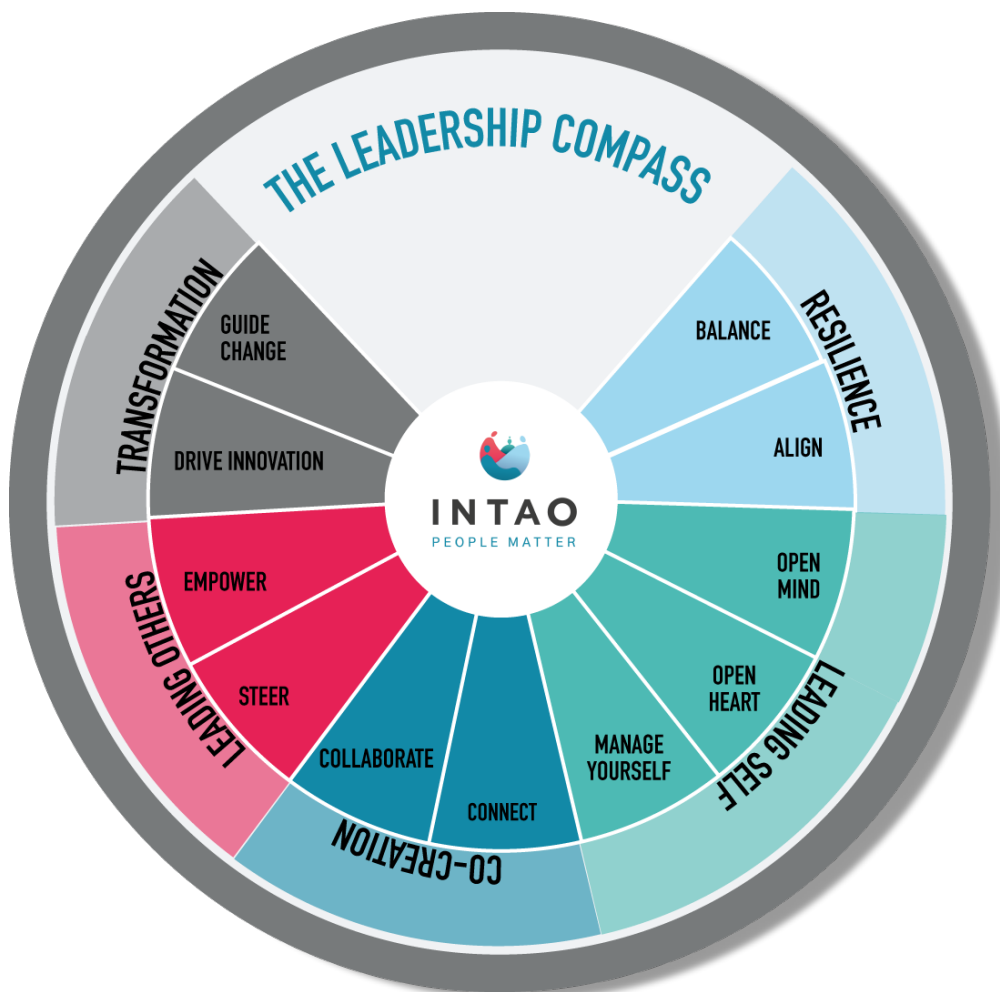 THE LEADERSHIP COMPASS
RESILIENCE
BALANCE
ALIGN
LEADING SELF
OPEN
MIND
OPEN
HEART
MANAGE
YOURSELF
CO-CREATION
CONNECT
COLLABORATE
LEADING OTHERS
STEER
EMPOWER
TRANSFORMATION
DRIVE INNOVATION
GUIDE
CHANGE
INTAO
PEOPLE MATTER